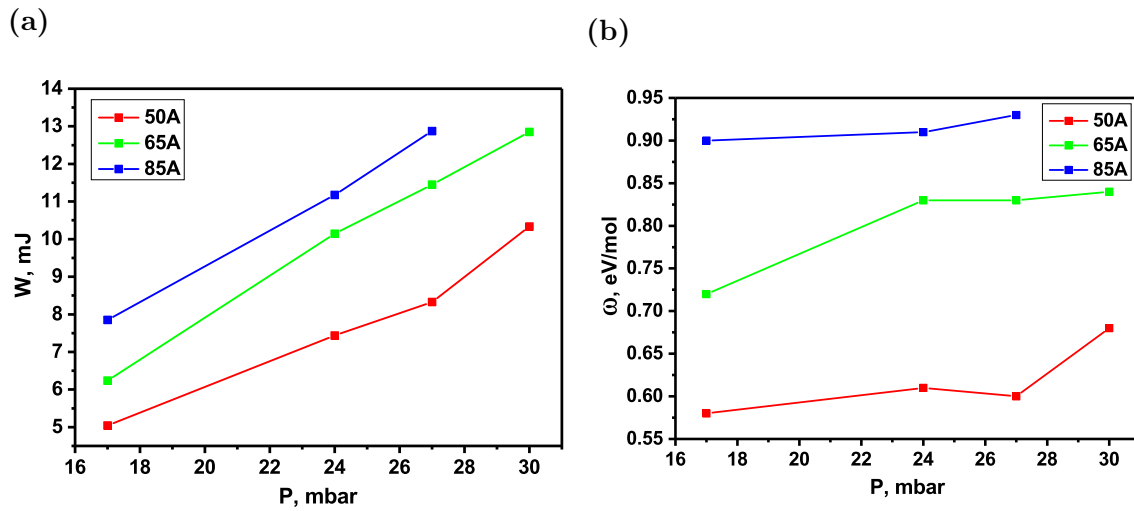 (a)
W, mJ
14
13
12
11
10
9
8
7
6
5
50A
65A
85A
16 18 20 22 24 26 28 30
P, mbar
(b)
ω, eV/mol
0.95
0.90
0.85
0.80
0.75
0.70
0.65
0.60
0.55
50A
65A
85A
16 18 20 22 24 26 28 30
P, mbar